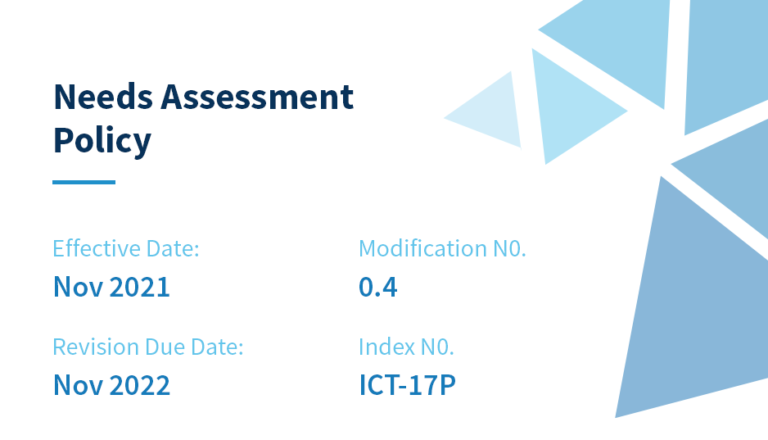 Needs Assessment
Policy
Effective Date:
Nov 2021
Modification N0.
0.4
Revision Due Date:
Nov 2022
Index N0.
ICT-17P